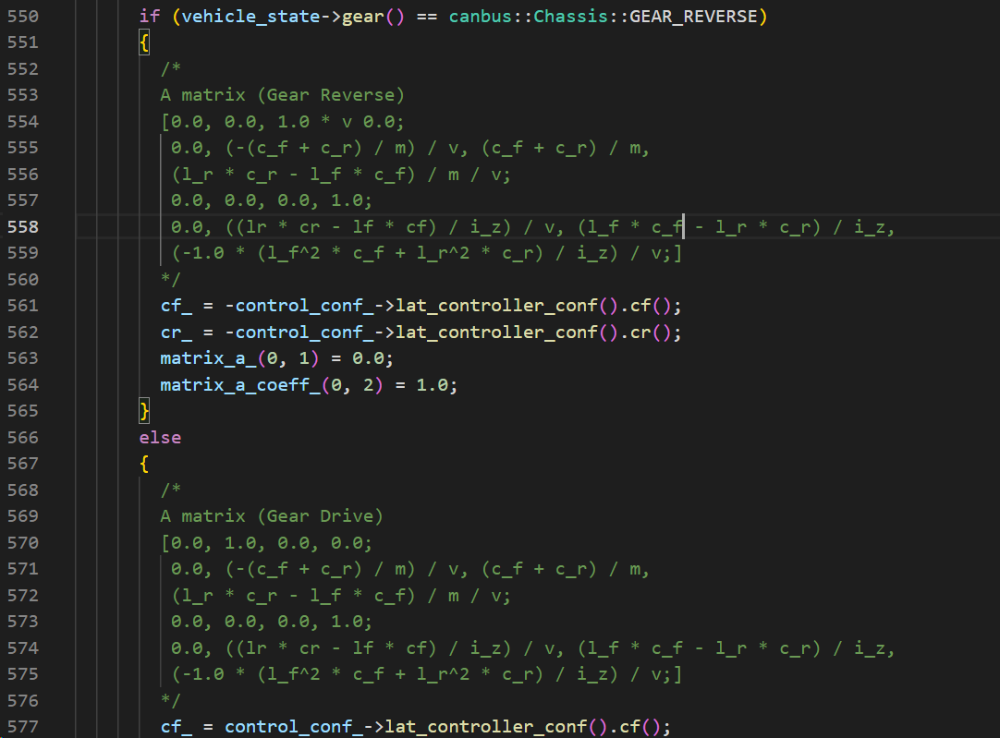 550 if (vehicle_state->gear() == canbus::Chassis::GEAR_REVERSE)
551 {
552 /*
553 A matrix (Gear Reverse)
554 [0.0, 0.0, 1.0 * v 0.0;
555 0.0, (-(c_f + c_r) / m) / v, (c_f + c_r) / m,
556 (l_r * c_r - l_f * c_f) / m / v;
557 0.0, 0.0, 0.0, 1.0;
558 0.0, ((lr * cr - lf * cf) / i_z) / v, (l_f * c_f - l_r * c_r) / i_z,
559 (-1.0 * (l_f^2 * c_f + l_r^2 * c_r) / i_z) / v;]
560 */
561 cf_ = -control_conf_->lat_controller_conf().cf();
562 cr_ = -control_conf_->lat_controller_conf().cr();
563 matrix_a_(0, 1) = 0.0;
564 matrix_a_coeff_(0, 2) = 1.0;
565 }
566 else
567 {
568 /*
569 A matrix (Gear Drive)
570 [0.0, 1.0, 0.0, 0.0;
571 0.0, (-(c_f + c_r) / m) / v, (c_f + c_r) / m,
572 (l_r * c_r - l_f * c_f) / m / v;
573 0.0, 0.0, 0.0, 1.0;
574 0.0, ((lr * cr - lf * cf) / i_z) / v, (l_f * c_f - l_r * c_r) / i_z,
575 (-1.0 * (l_f^2 * c_f + l_r^2 * c_r) / i_z) / v;]
576 */
577 cf_ = control_conf_->lat_controller_conf().cf();